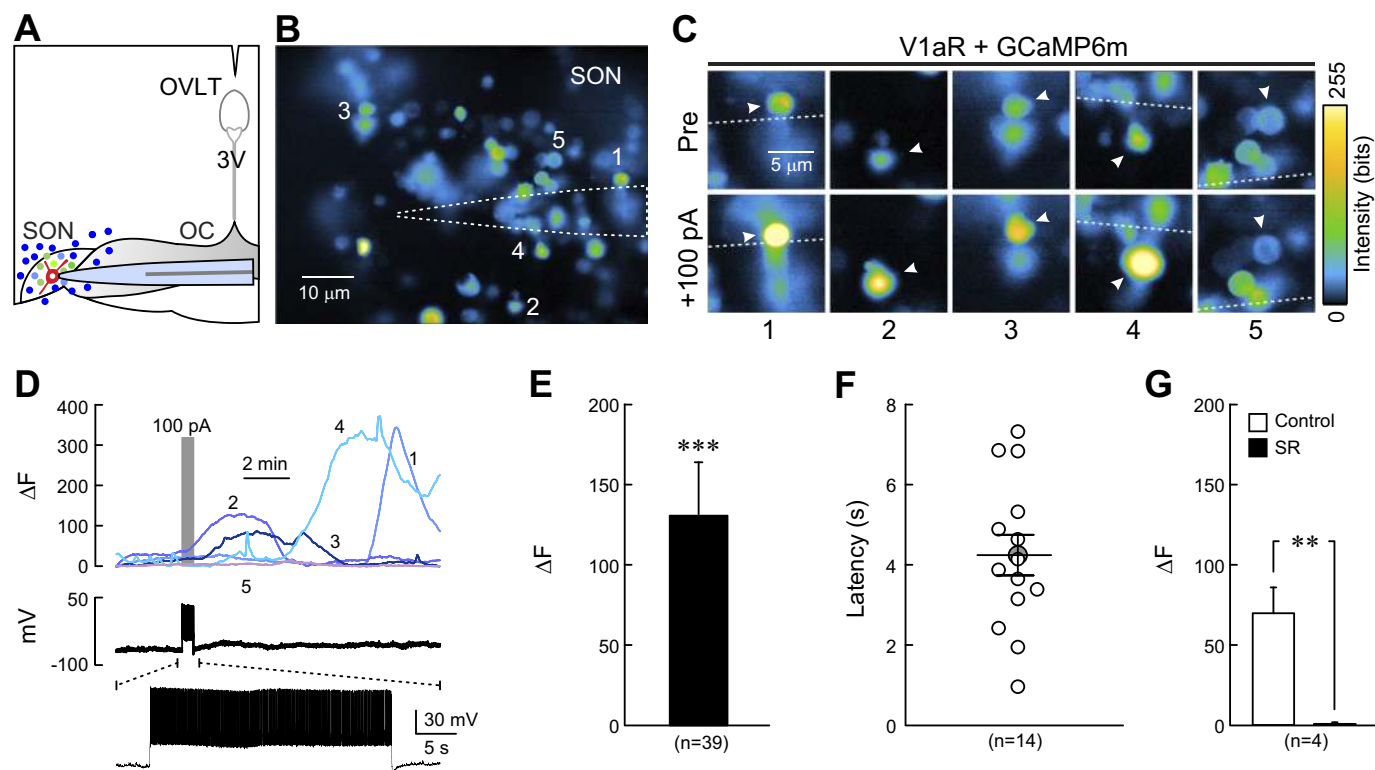 A
OVLT
3V
SON
OC
B
SON
3
5
1
4
2
10 μm
C
V1aR + GCaMP6m
Pre
5 μm
+100 pA
1 2 3 4 5
255
Intensity (bits)
0
D
400
300
200
100
0
ΔF
100 pA
2 min
4
1
2
3
5
50
-100
mV
30 mV
5 s
E
200
150
100
50
0
ΔF
***
(n=39)
F
8
6
4
2
0
Latency (s)
(n=14)
G
200
150
100
50
0
ΔF
Control
SR
**
(n=4)